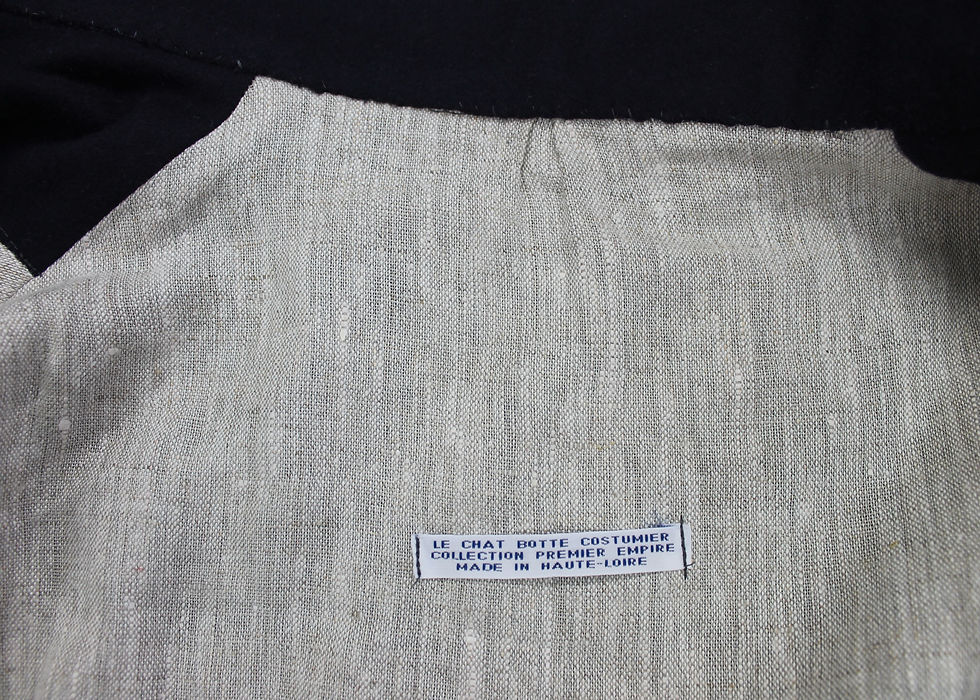 LE CHAT BOTTE COSTUMIER
COLLECTION PREMIER EMPIRE
MADE IN HAUTE-LOIRE